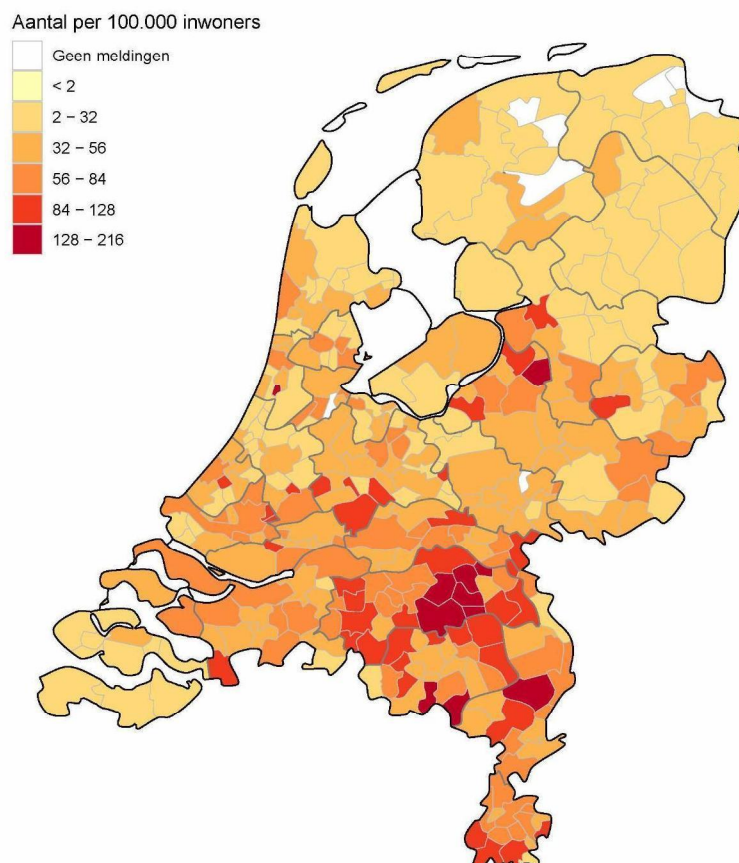 Aantal per 100.000 inwoners
Geen meldingen
< 2
2 – 32
32 – 56
56 – 84
84 – 128
128 – 216